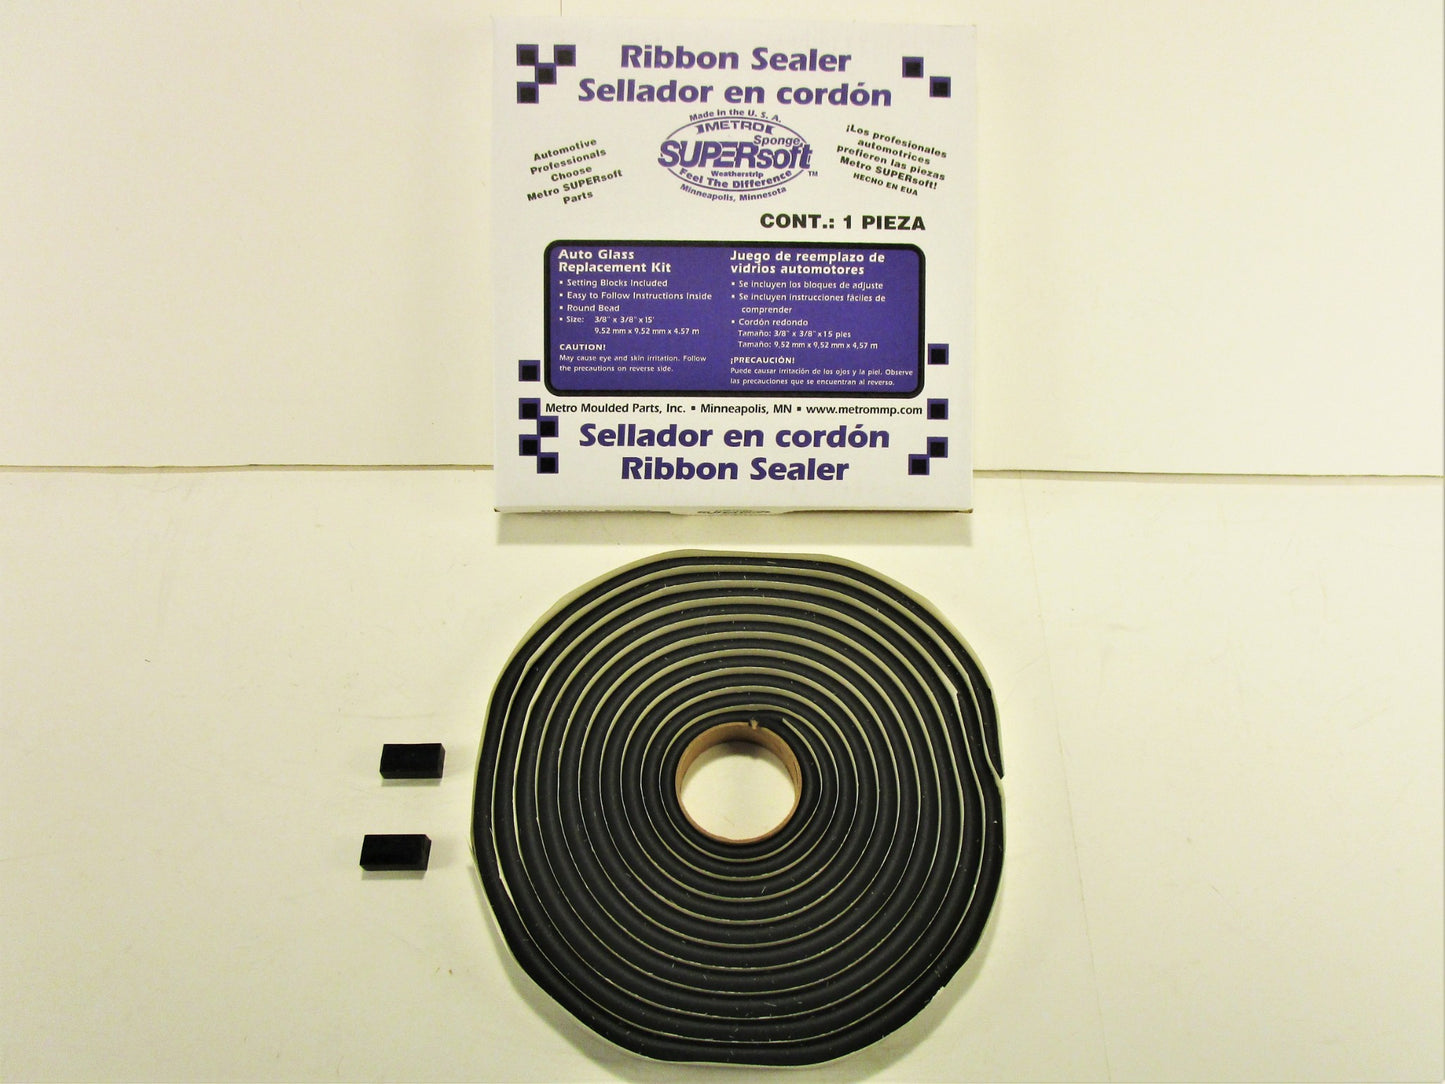 Ribbon Sealer
Sellador en cordón
Automotive
Professionals
Choose
Metro SUPERsoft
Parts
Made in the U. S. A.
METRO
Sponge
SUPERsoft
Weatherstrip
TM
Feel The Difference
Minneapolis, Minnesota
¡Los profesionales
automotrices
prefieren las piezas
Metro SUPERsoft!
HECHO EN EUA
CONT.: 1 PIEZA
Auto Glass
Replacement Kit
▪ Setting Blocks Included
▪ Easy to Follow Instructions Inside
▪ Round Bead
▪ Size: 3/8" x 3/8" x 15'
9.52 mm x 9.52 mm x 4.57 m
CAUTION!
May cause eye and skin irritation. Follow
the precautions on reverse side.
Juego de reemplazo de
vidrios automotores
▪ Se incluyen los bloques de adjuste
▪ Se incluyen instrucciones fáciles de
comprender
▪ Cordón redondo
Tamaño: 3/8" x 3/8" x 15 pies
Tamaño: 9,52 mm x 9,52 mm x 4,57 m
¡PRECAUCIÓN!
Puede causar irritación de los ojos y la piel. Observe
las precauciones que se encuentran al reverso.
Metro Moulded Parts, Inc. ▪ Minneapolis, MN ▪ www.metrommp.com
Sellador en cordón
Ribbon Sealer
SUPERsoft